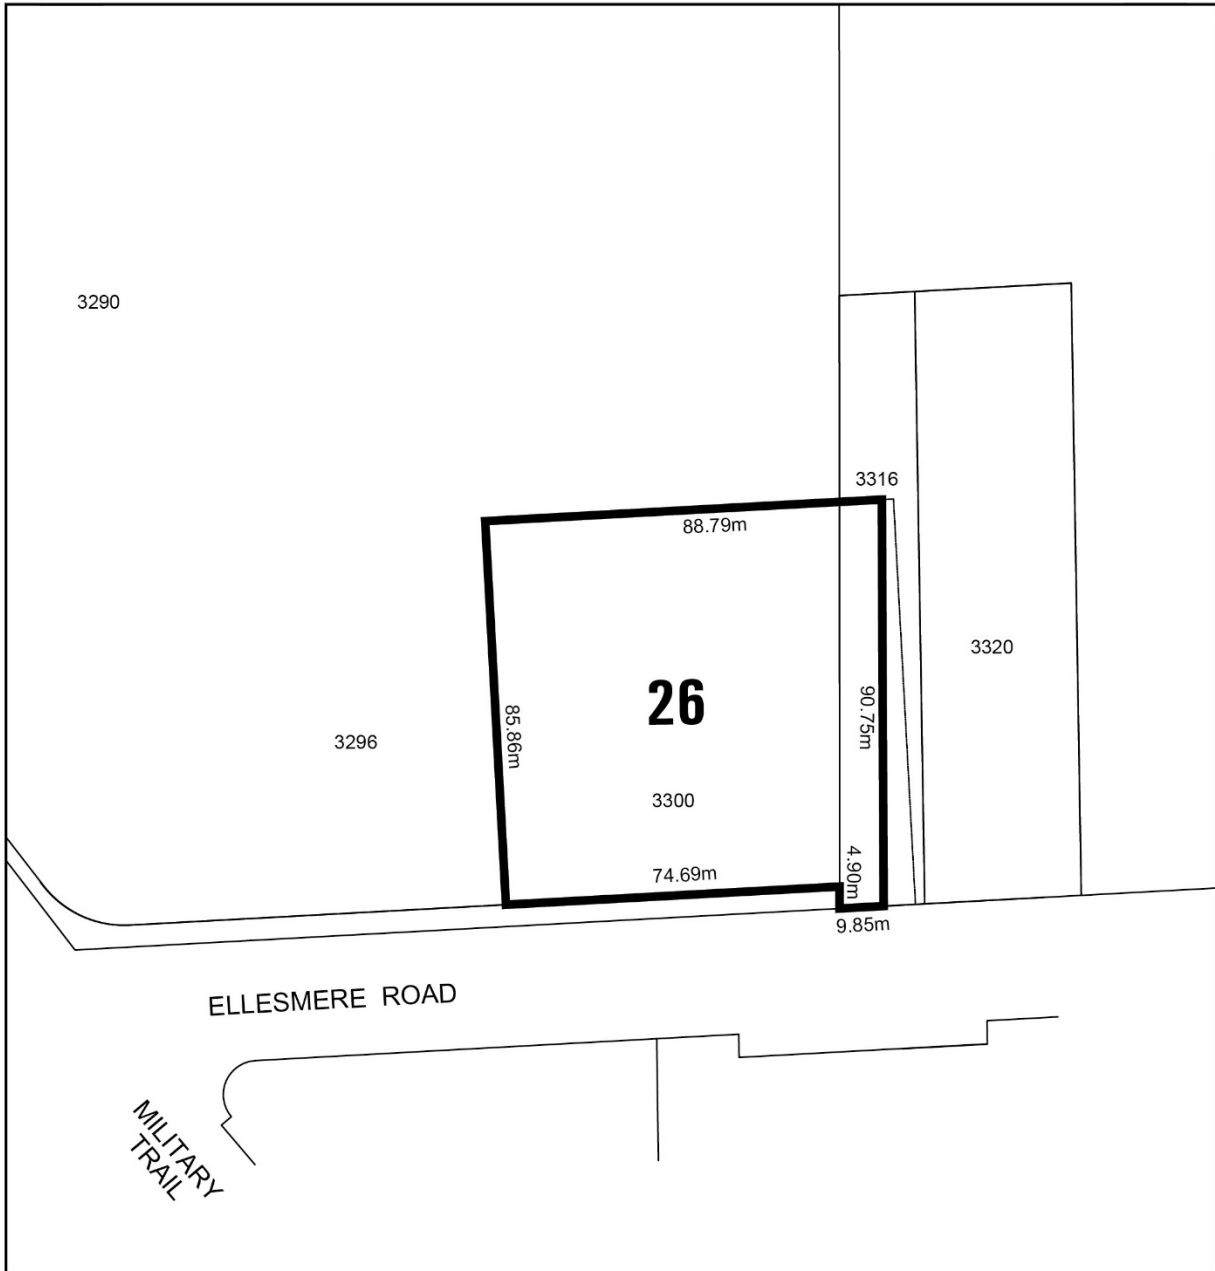 3290
3316
88.79m
3320
26
85.86m
90.75m
3296
3300
4.90m
74.69m
9.85m
ELLESMERE ROAD
MILITARY
TRAIL